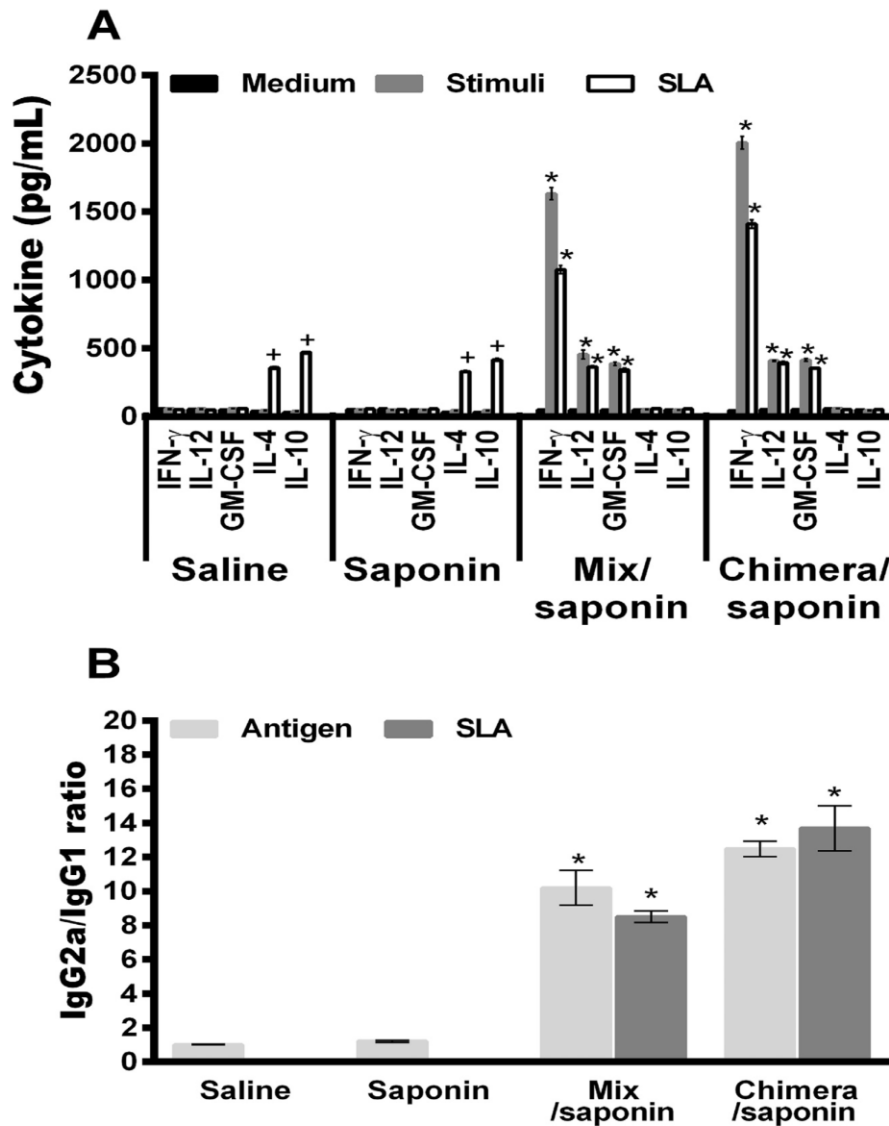 A
Medium Stimuli SLA
Cytokine (pg/mL)
2500
2000
1500
1000
500
0
* * * * * * * * * * * *
+ + + +
IFN-γ IL-12 GM-CSF IL-4 IL-10 IFN-γ IL-12 GM-CSF IL-4 IL-10 IFN-γ IL-12 GM-CSF IL-4 IL-10 IFN-γ IL-12 GM-CSF IL-4 IL-10
Saline Saponin Mix/ Chimera/
saponin saponin
B
Antigen SLA
IgG2a/IgG1 ratio
20
18
16
14
12
10
8
6
4
2
0
* * * *
Saline Saponin Mix Chimera
/saponin /saponin